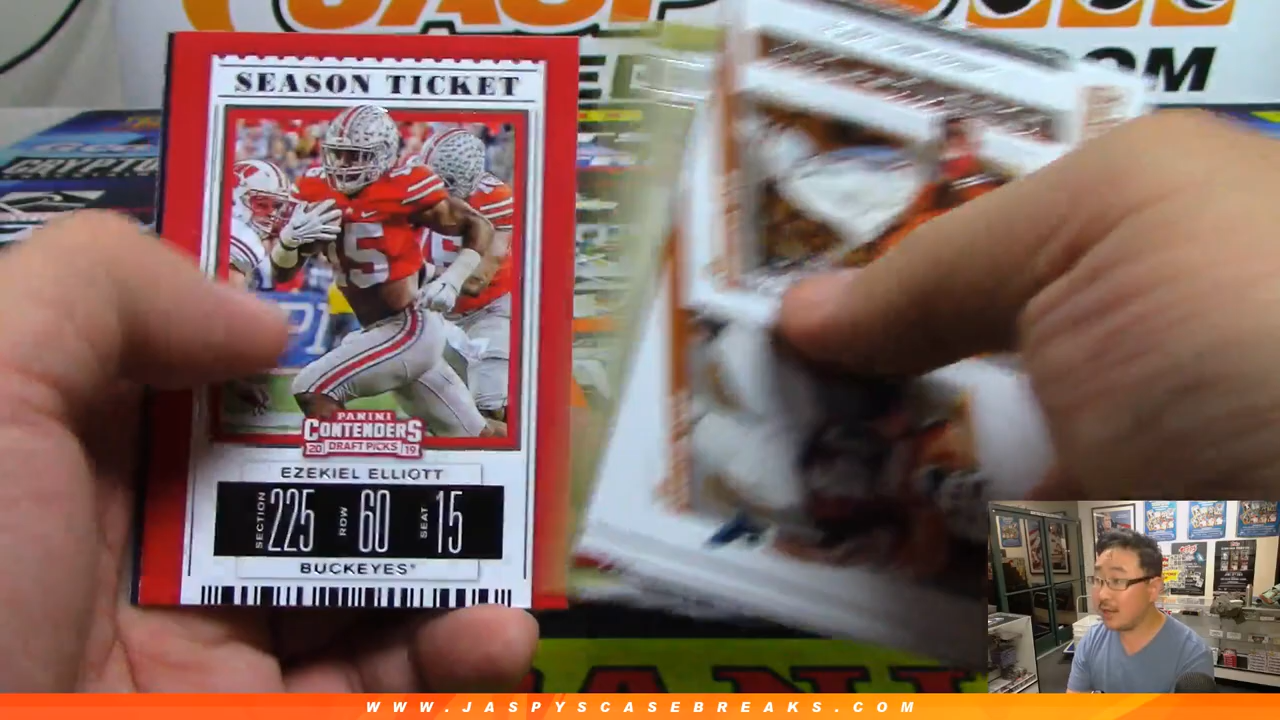 SEASON TICKET
PANINI
CONTENDERS
20 DRAFT PICKS 19
EZEKIEL ELLIOTT
SECTION 225 ROW 60 SEAT 15
BUCKEYES
CRYPTO
.COM
WWW.JASPYSCASEBREAKS.COM